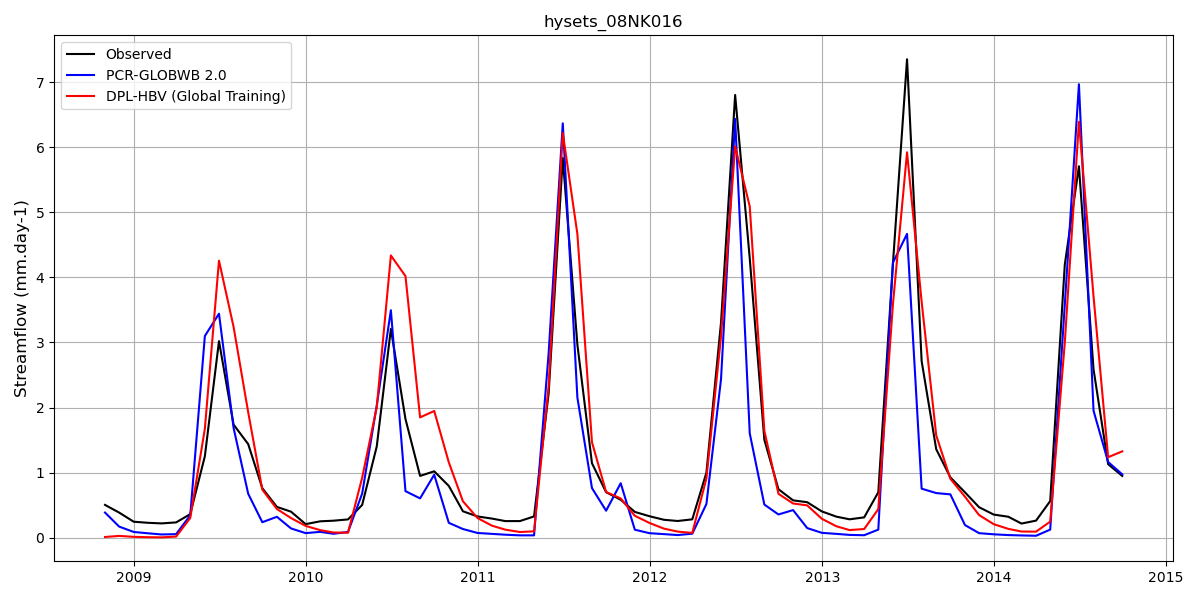 hysets_08NK016
Observed
PCR-GLOBWB 2.0
DPL-HBV (Global Training)
Streamflow (mm.day-1)
7
6
5
4
3
2
1
0
2009 2010 2011 2012 2013 2014 2015